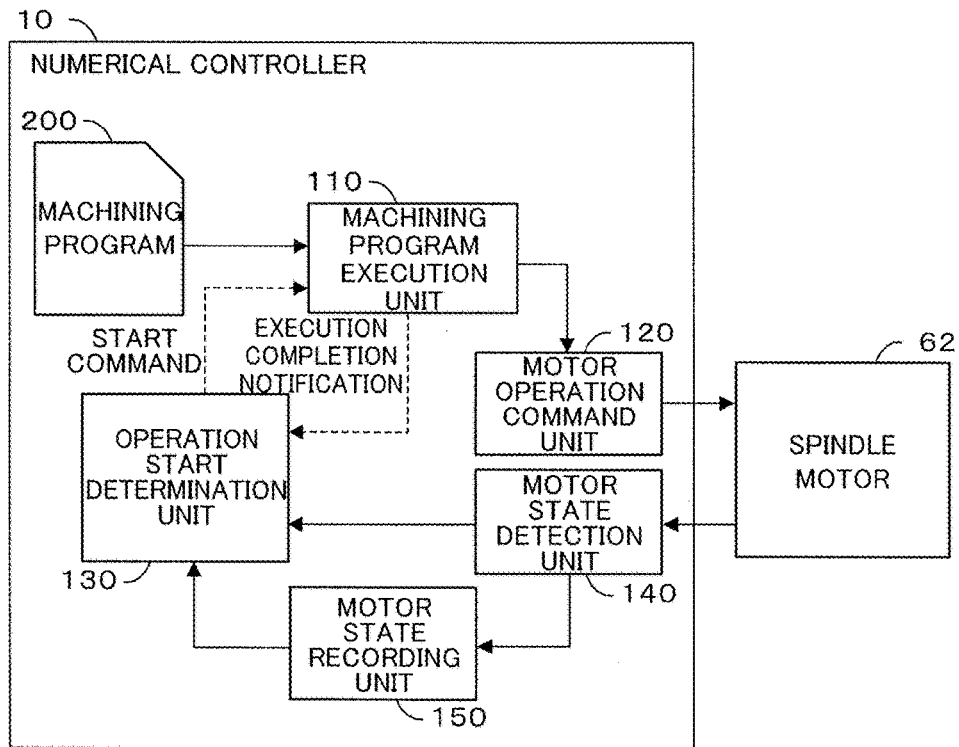 10
NUMERICAL CONTROLLER
200
MACHINING
PROGRAM
110
MACHINING
PROGRAM
EXECUTION
UNIT
START
COMMAND
EXECUTION
COMPLETION
NOTIFICATION
120
MOTOR
OPERATION
COMMAND
UNIT
62
SPINDLE
MOTOR
OPERATION
START
DETERMINATION
UNIT
130
MOTOR
STATE
DETECTION
UNIT
140
MOTOR
STATE
RECORDING
UNIT
150